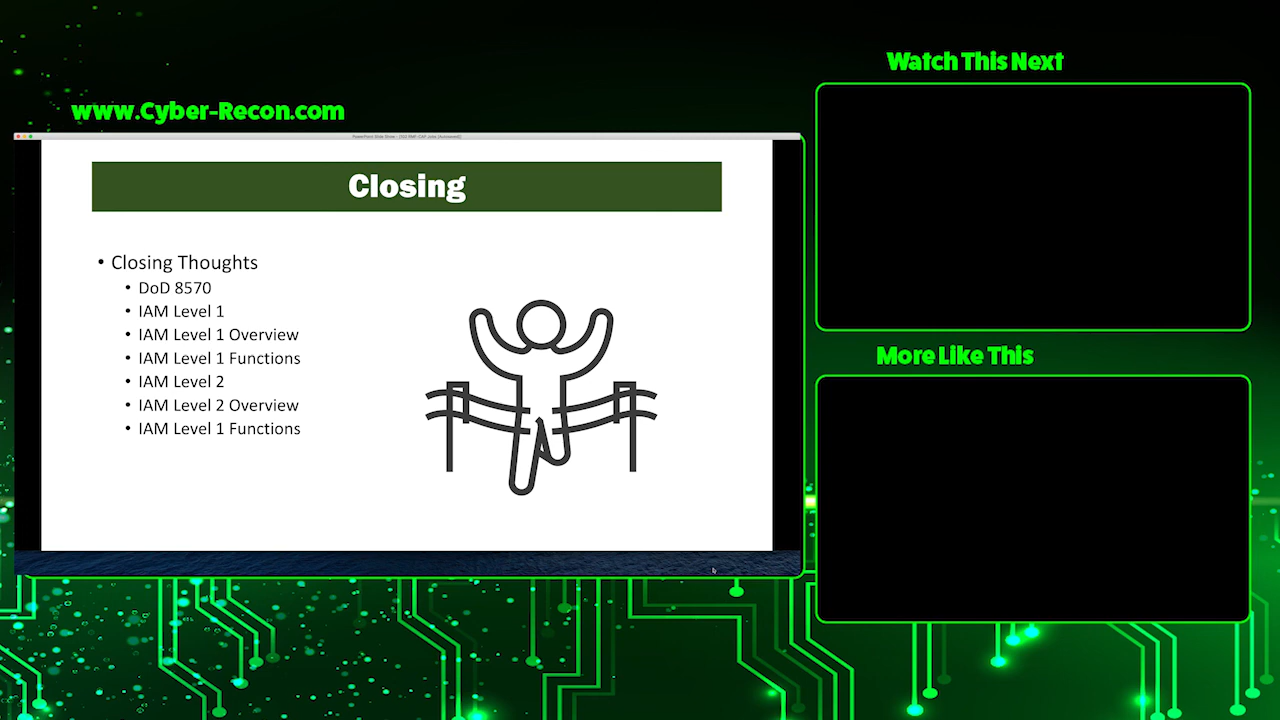 www.Cyber-Recon.com
Closing
• Closing Thoughts
• DoD 8570
• IAM Level 1
• IAM Level 1 Overview
• IAM Level 1 Functions
• IAM Level 2
• IAM Level 2 Overview
• IAM Level 1 Functions
Watch This Next
More Like This